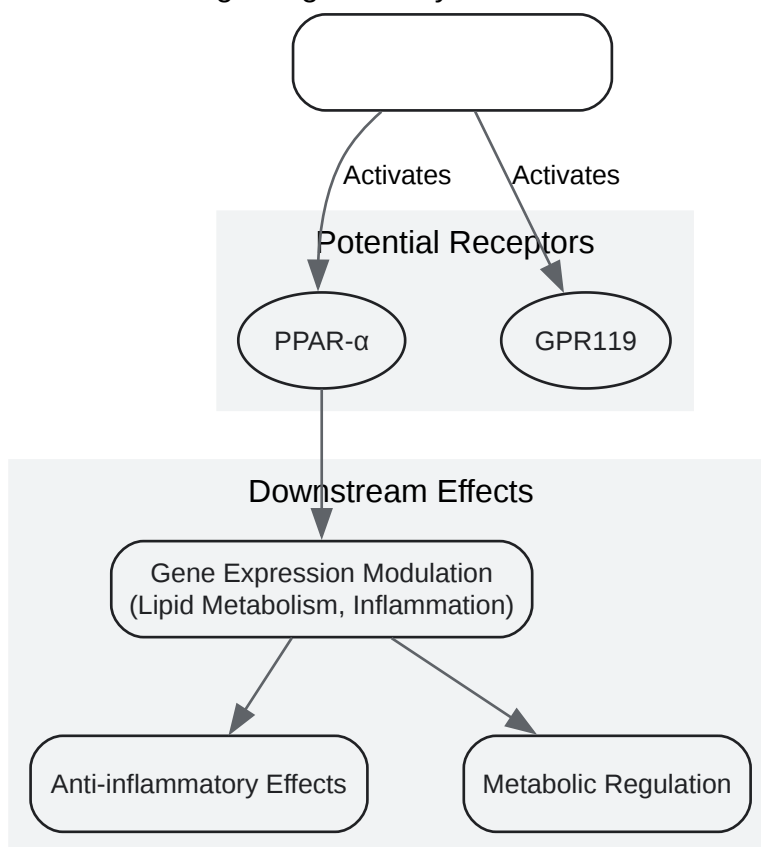 Activates
Activates
Potential Receptors
PPAR-α
GPR119
Downstream Effects
Gene Expression Modulation
(Lipid Metabolism, Inflammation)
Anti-inflammatory Effects
Metabolic Regulation